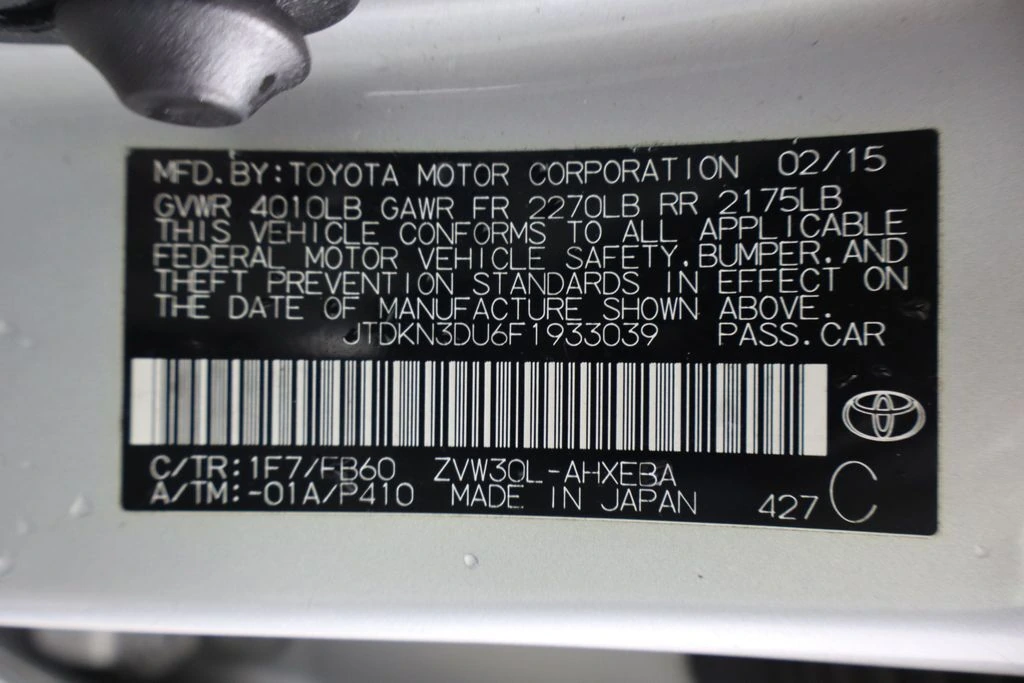 MFD. BY: TOYOTA MOTOR CORPORATION 02/15
GVWR 4010LB GAWR FR 2270LB RR 2175LB
THIS VEHICLE CONFORMS TO ALL APPLICABLE
FEDERAL MOTOR VEHICLE SAFETY, BUMPER, AND
THEFT PREVENTION STANDARDS IN EFFECT ON
THE DATE OF MANUFACTURE SHOWN ABOVE.
JTDKN3DU6F1933039 PASS. CAR
C/TR: 1F7/FB60 ZVW30L-AHXEBA
A/TM: -01A/P410 MADE IN JAPAN 427 C